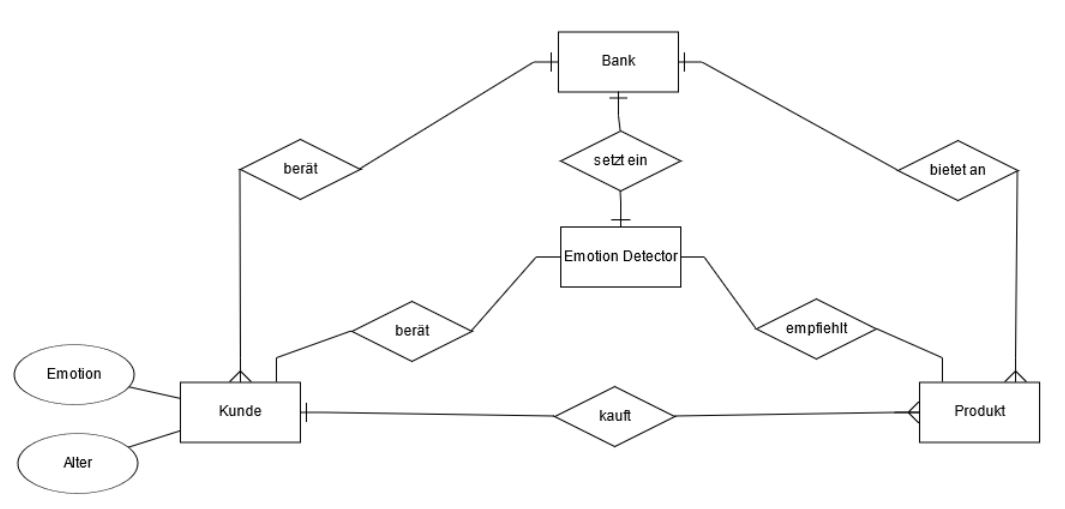 Bank
berät
setzt ein
bietet an
Emotion Detector
berät
empfiehlt
Emotion
Kunde
kauft
Produkt
Alter